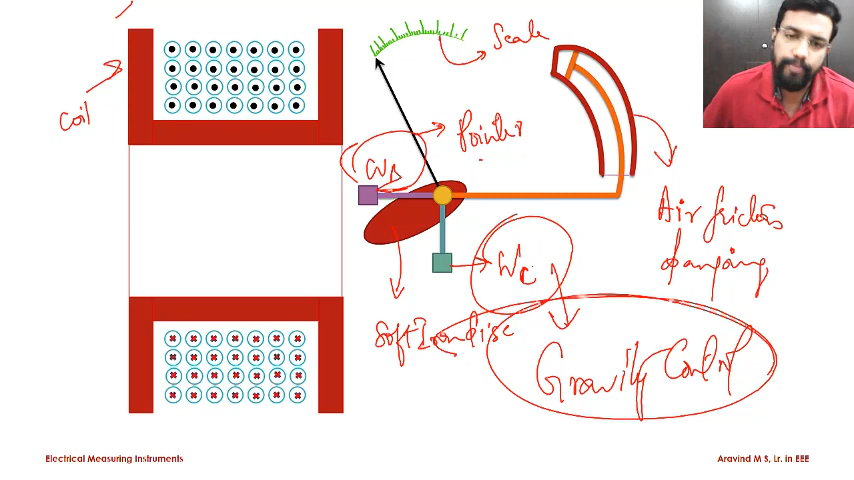 Scale
Coil
Pointer
WB
Air friction
damping
WC
Soft Iron disc
Gravity Control
Electrical Measuring Instruments
Aravind M S, Lr. in EEE